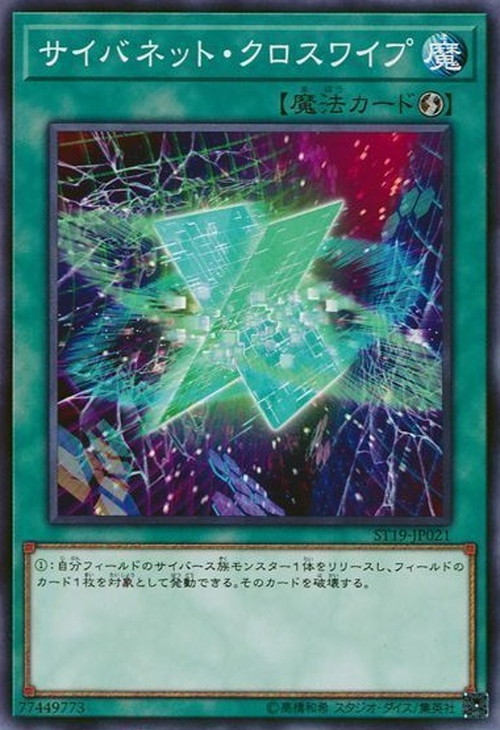 サイバネット・クロスワイプ 魔
【魔法カード】
ST19-JP021
①:自分フィールドのサイバース族モンスター1体をリリースし、フィールドの
カード1枚を対象として発動できる。そのカードを破壊する。
77449773 ©高橋和希 スタジオ・ダイス/集英社